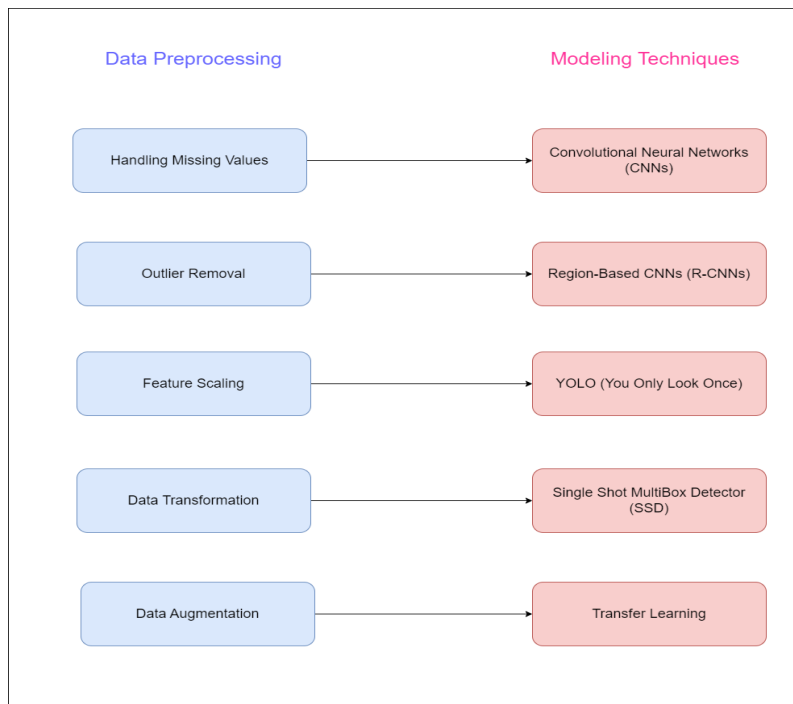 Data Preprocessing
Modeling Techniques
Handling Missing Values
Convolutional Neural Networks
(CNNs)
Outlier Removal
Region-Based CNNs (R-CNNs)
Feature Scaling
YOLO (You Only Look Once)
Data Transformation
Single Shot MultiBox Detector
(SSD)
Data Augmentation
Transfer Learning